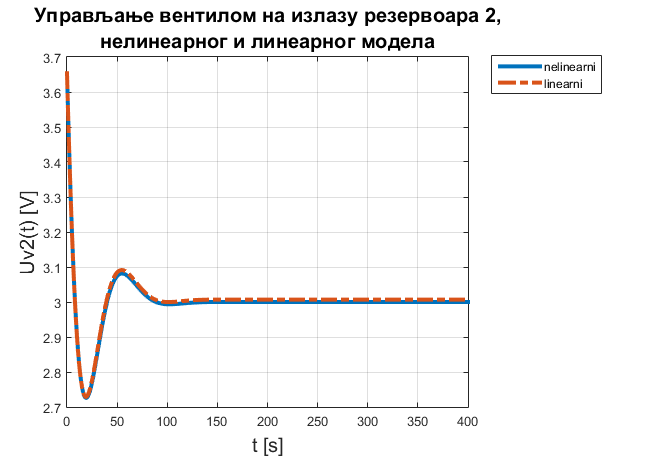 Управљање вентилом на излазу резервоара 2,
нелинеарног и линеарног модела
nelinearni
linearni
3.7
3.6
3.5
3.4
3.3
3.2
3.1
3
2.9
2.8
2.7
Uv2(t) [V]
0 50 100 150 200 250 300 350 400
t [s]